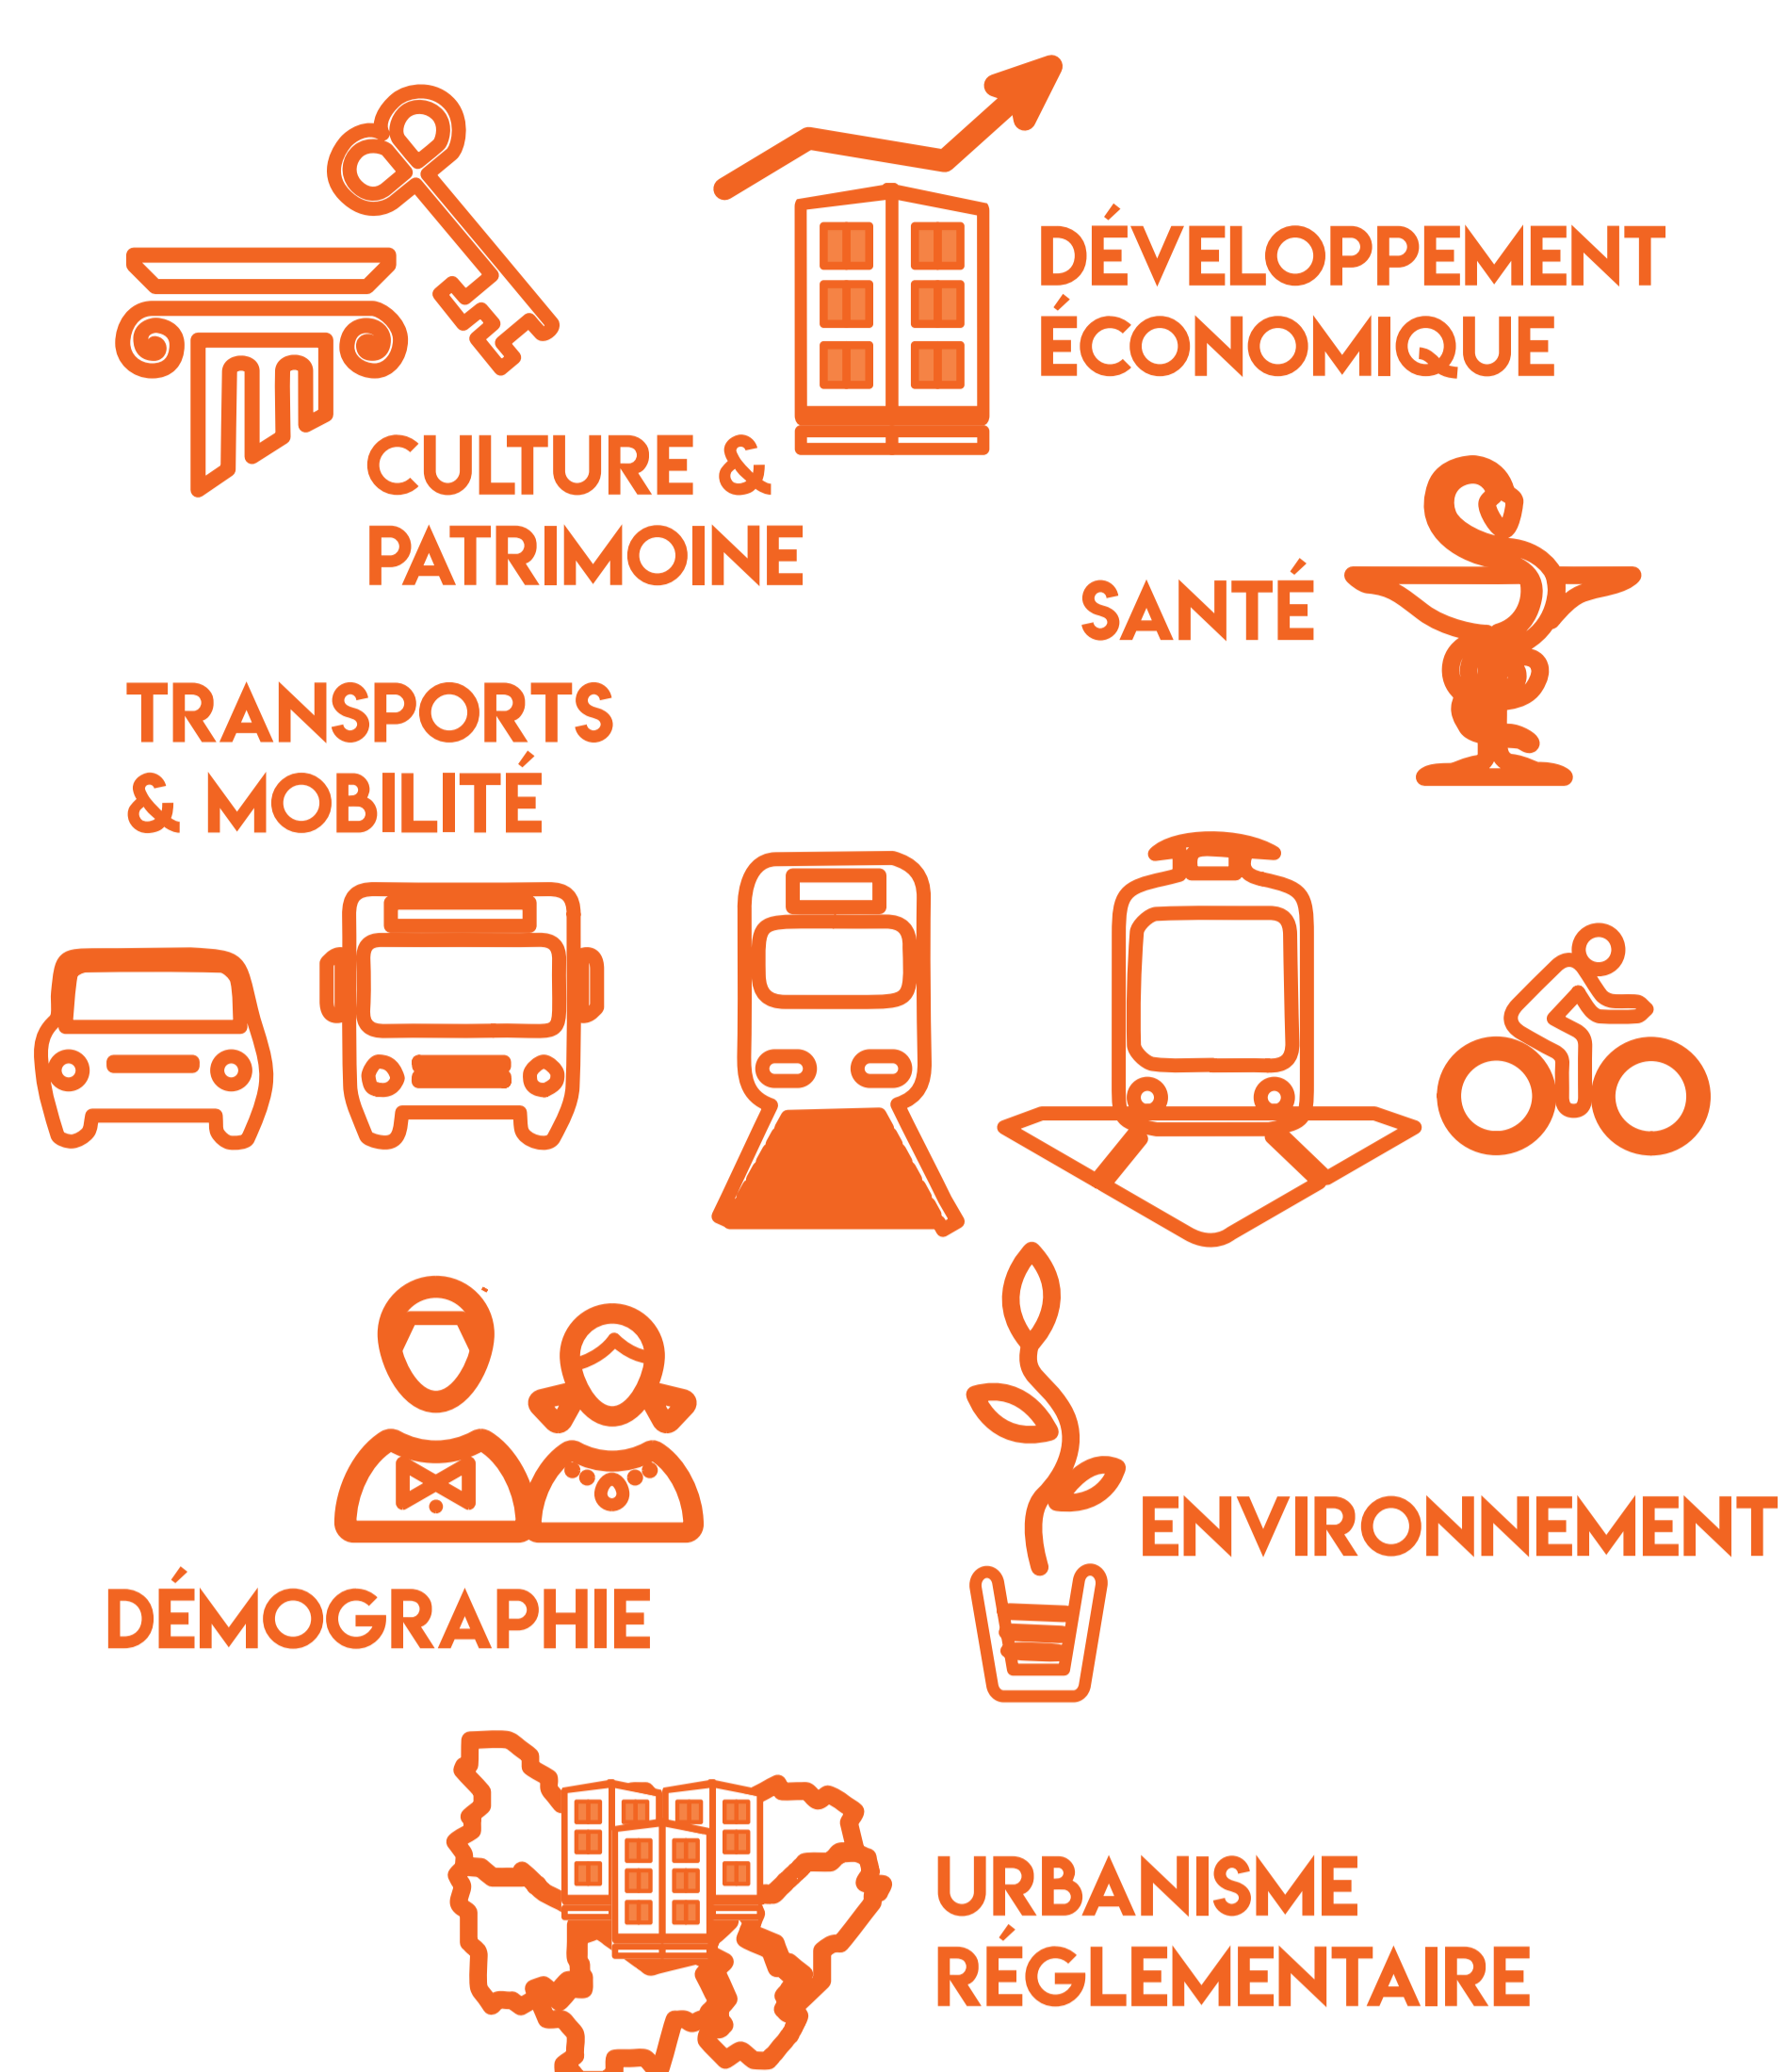 DÉVELOPPEMENT
ÉCONOMIQUE
CULTURE &
PATRIMOINE
SANTÉ
TRANSPORTS
& MOBILITÉ
ENVIRONNEMENT
DÉMOGRAPHIE
URBANISME
RÉGLEMENTAIRE